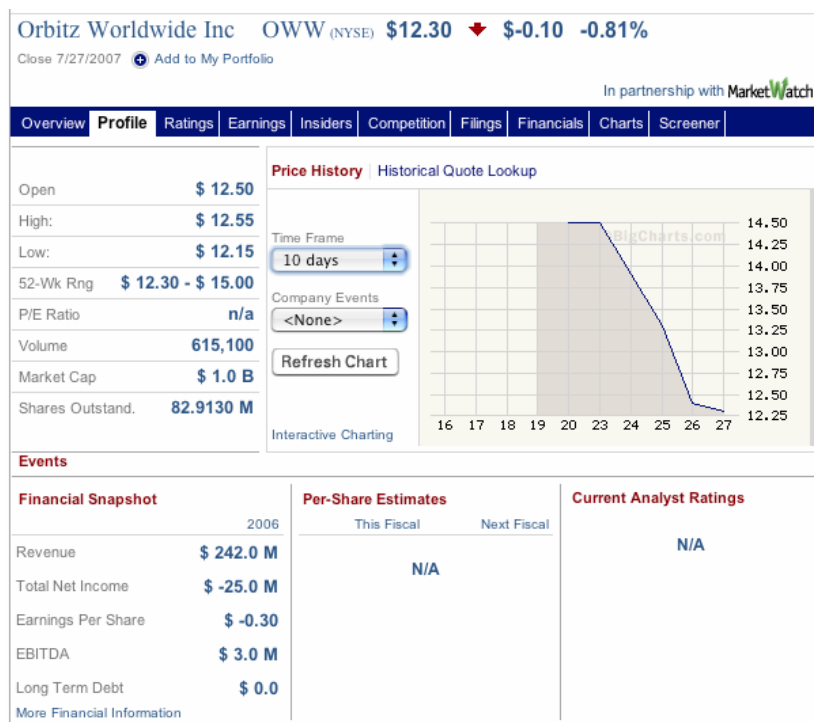 Orbitz Worldwide Inc OWW (NYSE) $12.30 $-0.10 -0.81%
Close 7/27/2007 Add to My Portfolio
In partnership with MarketWatch
Overview Profile Ratings Earnings Insiders Competition Filings Financials Charts Screener
Open $ 12.50
High: $ 12.55
Low: $ 12.15
52-Wk Rng $ 12.30 - $ 15.00
P/E Ratio n/a
Volume 615,100
Market Cap $ 1.0 B
Shares Outstand. 82.9130 M
Price History Historical Quote Lookup
Time Frame
10 days
Company Events
<None>
Refresh Chart
Interactive Charting
BigCharts.com
14.50
14.25
14.00
13.75
13.50
13.25
13.00
12.75
12.50
12.25
16 17 18 19 20 23 24 25 26 27
Events
Financial Snapshot
2006
Revenue $ 242.0 M
Total Net Income $ -25.0 M
Earnings Per Share $ -0.30
EBITDA $ 3.0 M
Long Term Debt $ 0.0
More Financial Information
Per-Share Estimates
This Fiscal Next Fiscal
N/A
Current Analyst Ratings
N/A